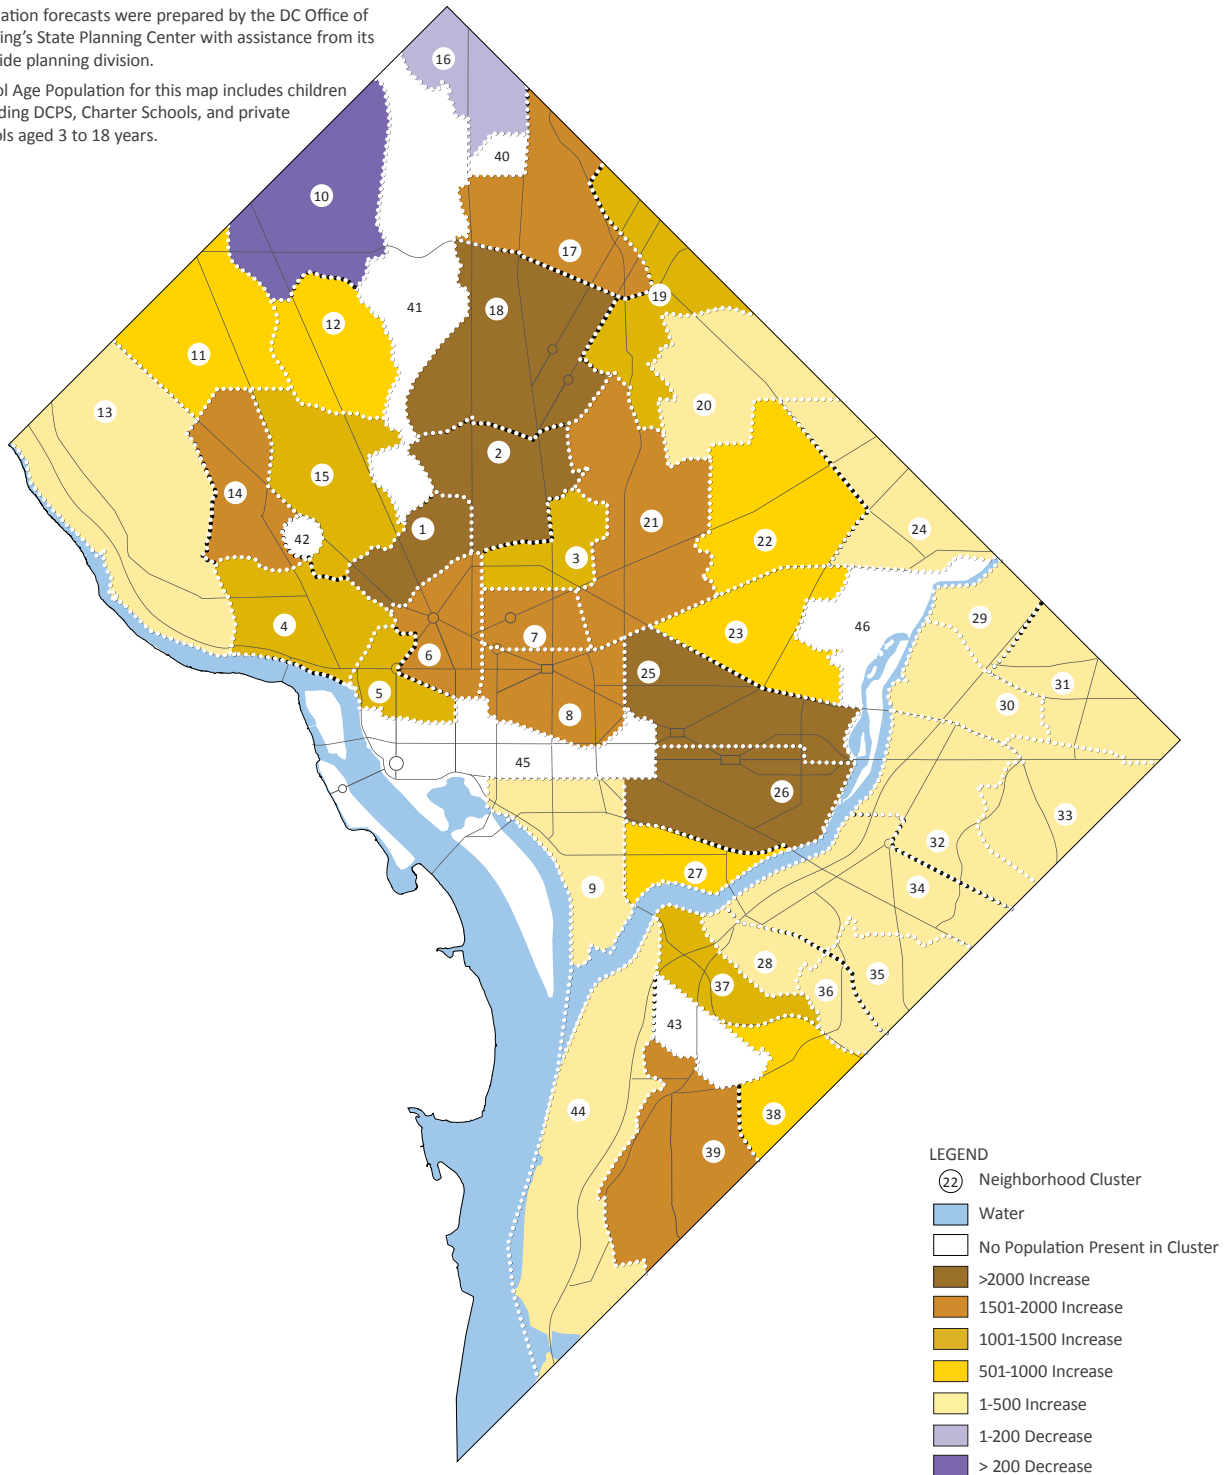 ation forecasts were prepared by the DC Office of
ing's State Planning Center with assistance from its
ide planning division.
ol Age Population for this map includes children
ding DCPS, Charter Schools, and private
ols aged 3 to 18 years.
16
40
10
17
41
18
19
12
11
13
20
2
14
15
1
42
3
21
22
24
4
7
6
23
46
29
25
5
8
31
30
45
26
33
32
27
9
34
28
35
37
36
43
44
38
39
LEGEND
22 Neighborhood Cluster
Water
No Population Present in Cluster
>2000 Increase
1501-2000 Increase
1001-1500 Increase
501-1000 Increase
1-500 Increase
1-200 Decrease
> 200 Decrease